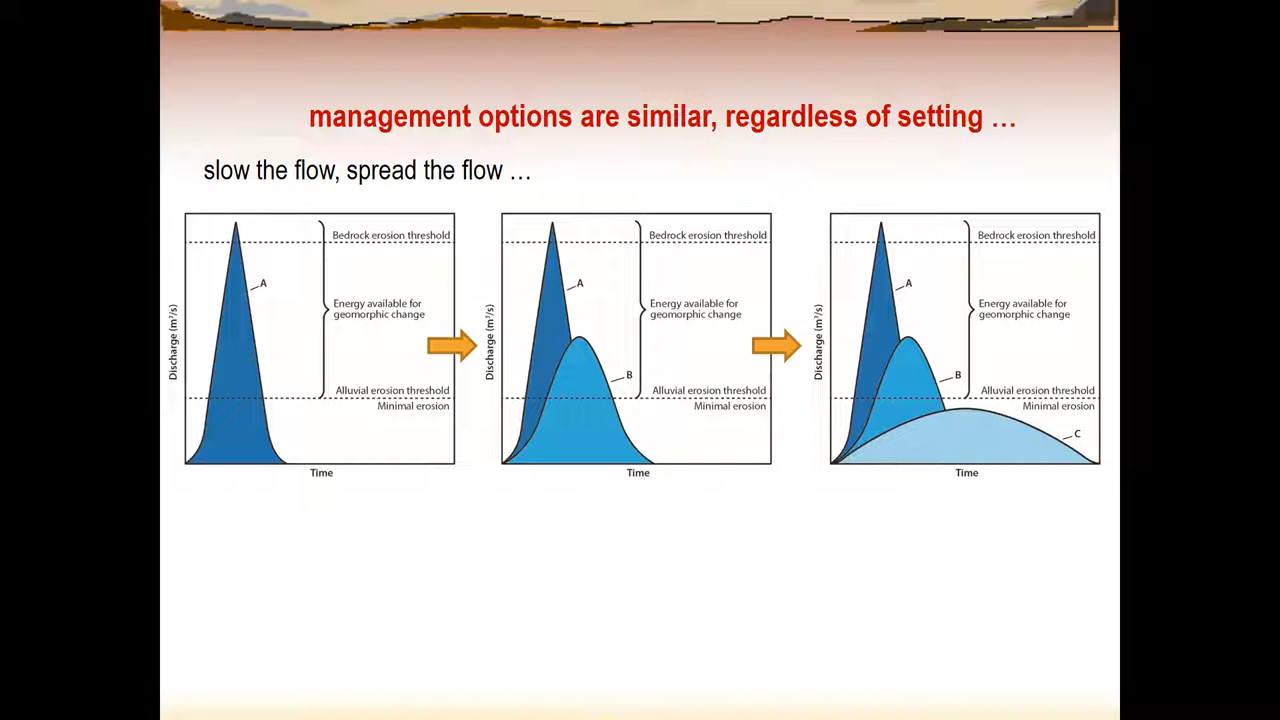 management options are similar, regardless of setting …
slow the flow, spread the flow …
Discharge (m³/s)
Bedrock erosion threshold
A
Energy available for
geomorphic change
Alluvial erosion threshold
Minimal erosion
Time
Discharge (m³/s)
Bedrock erosion threshold
A
Energy available for
geomorphic change
B
Alluvial erosion threshold
Minimal erosion
Time
Discharge (m³/s)
Bedrock erosion threshold
A
Energy available for
geomorphic change
B
Alluvial erosion threshold
Minimal erosion
C
Time